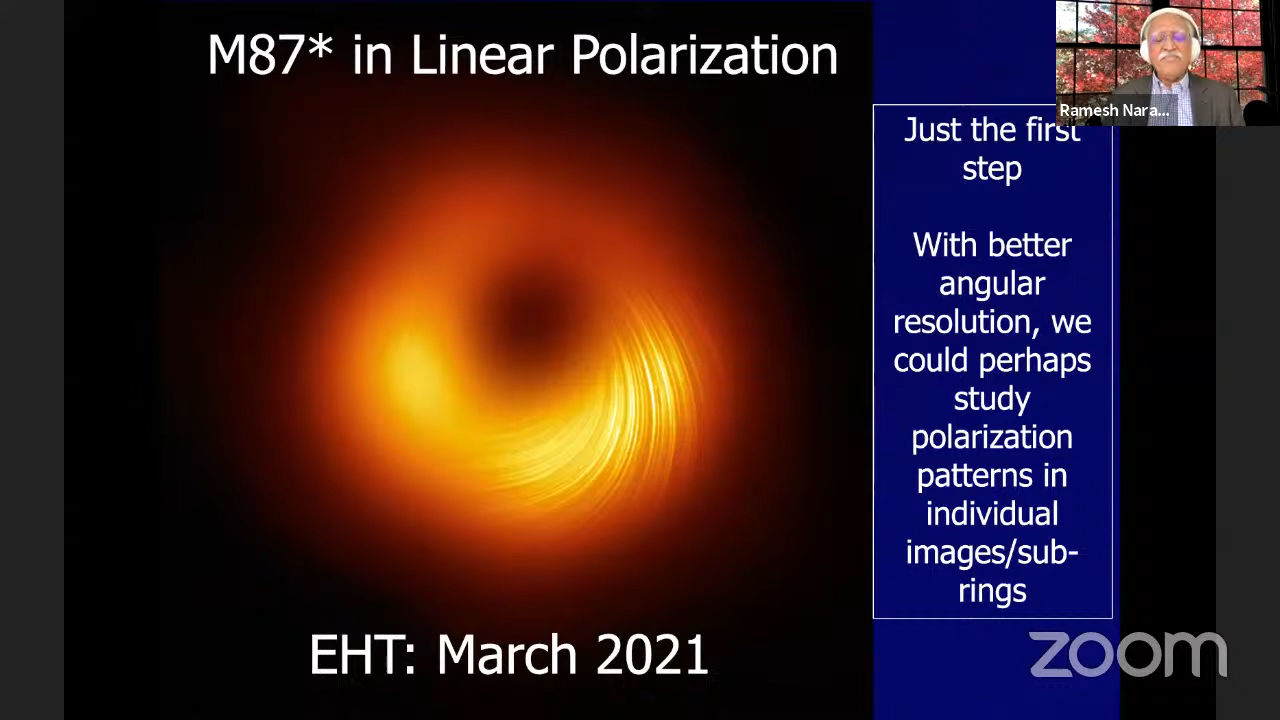 M87* in Linear Polarization
Ramesh Nara...
Just the first
step
With better
angular
resolution, we
could perhaps
study
polarization
patterns in
individual
images/sub-
rings
EHT: March 2021
zoom